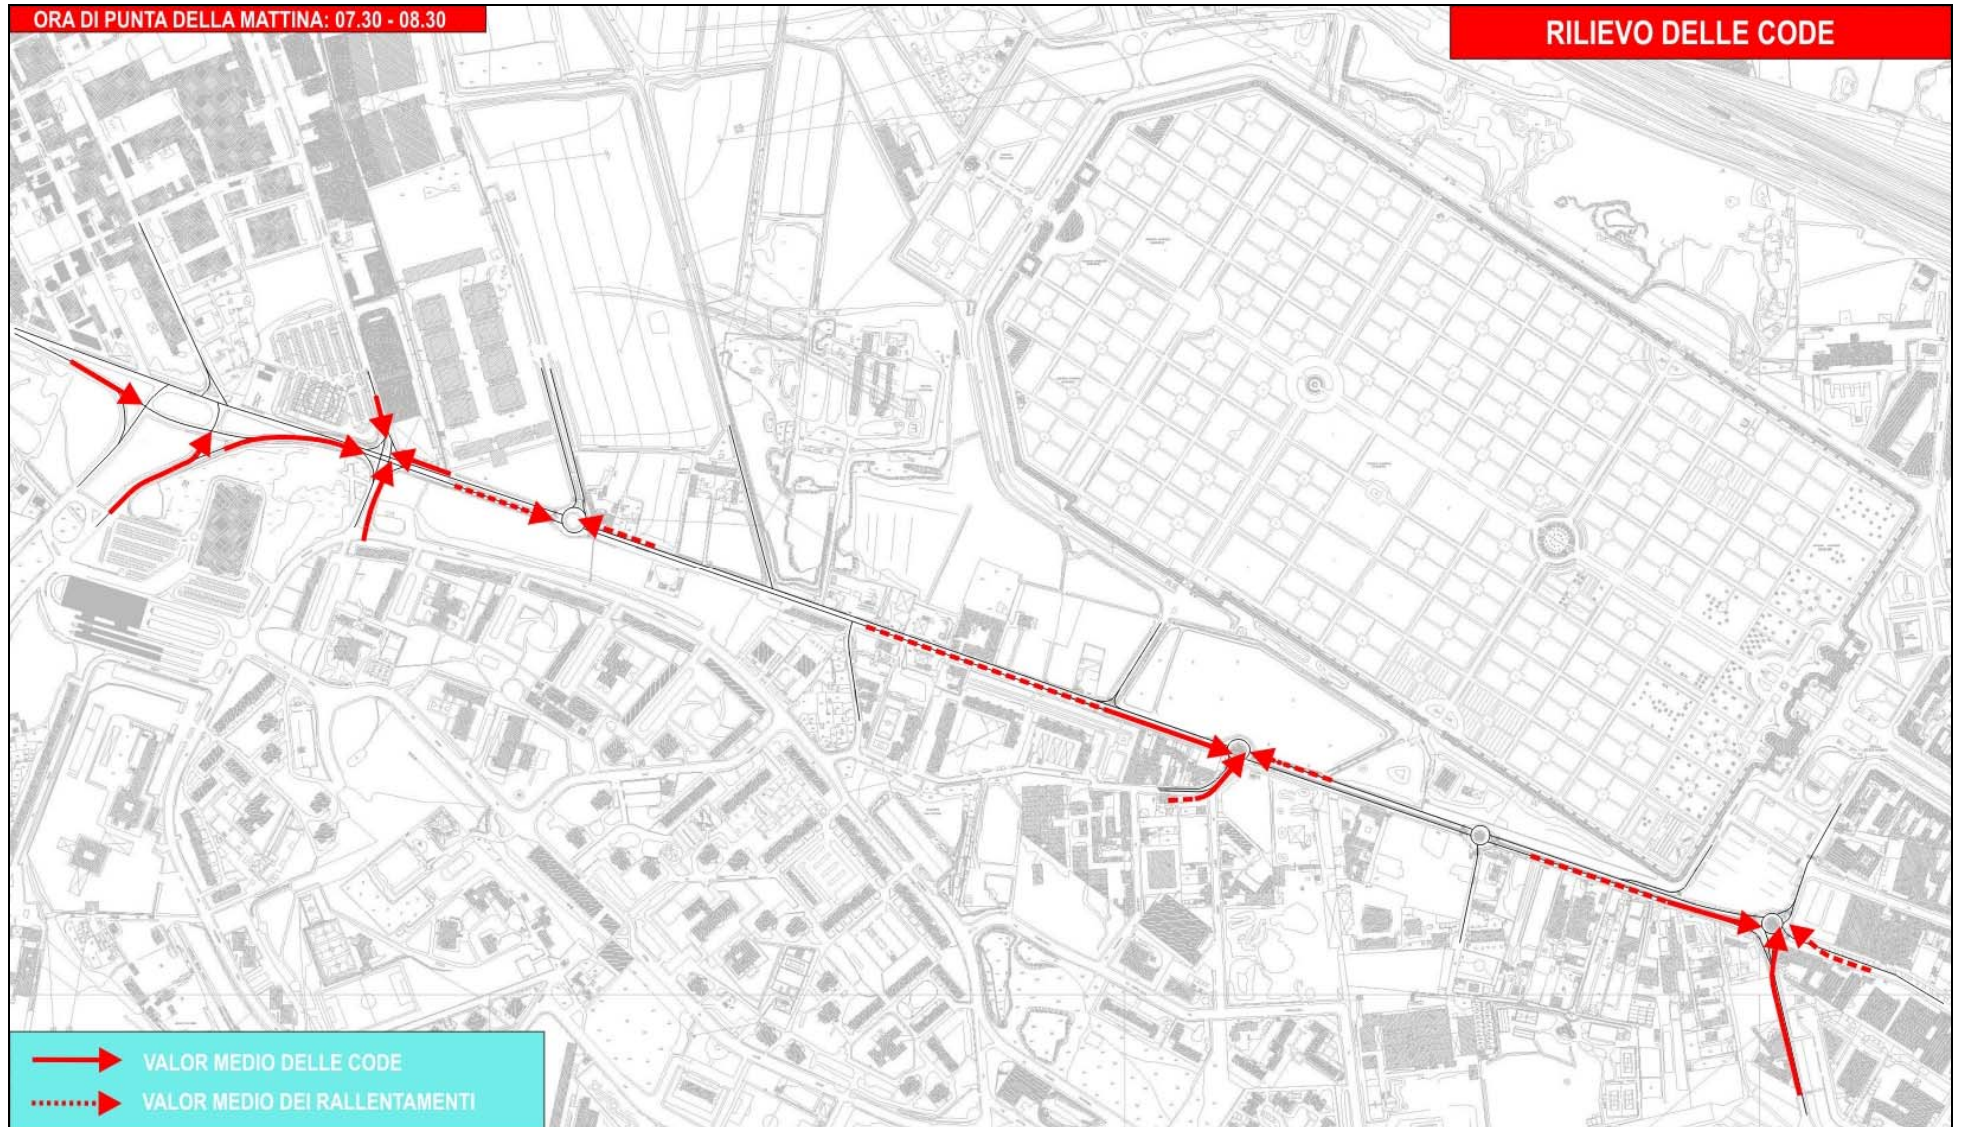 ORA DI PUNTA DELLA MATTINA: 07.30 - 08.30
RILIEVO DELLE CODE
VALOR MEDIO DELLE CODE
VALOR MEDIO DEI RALLENTAMENTI